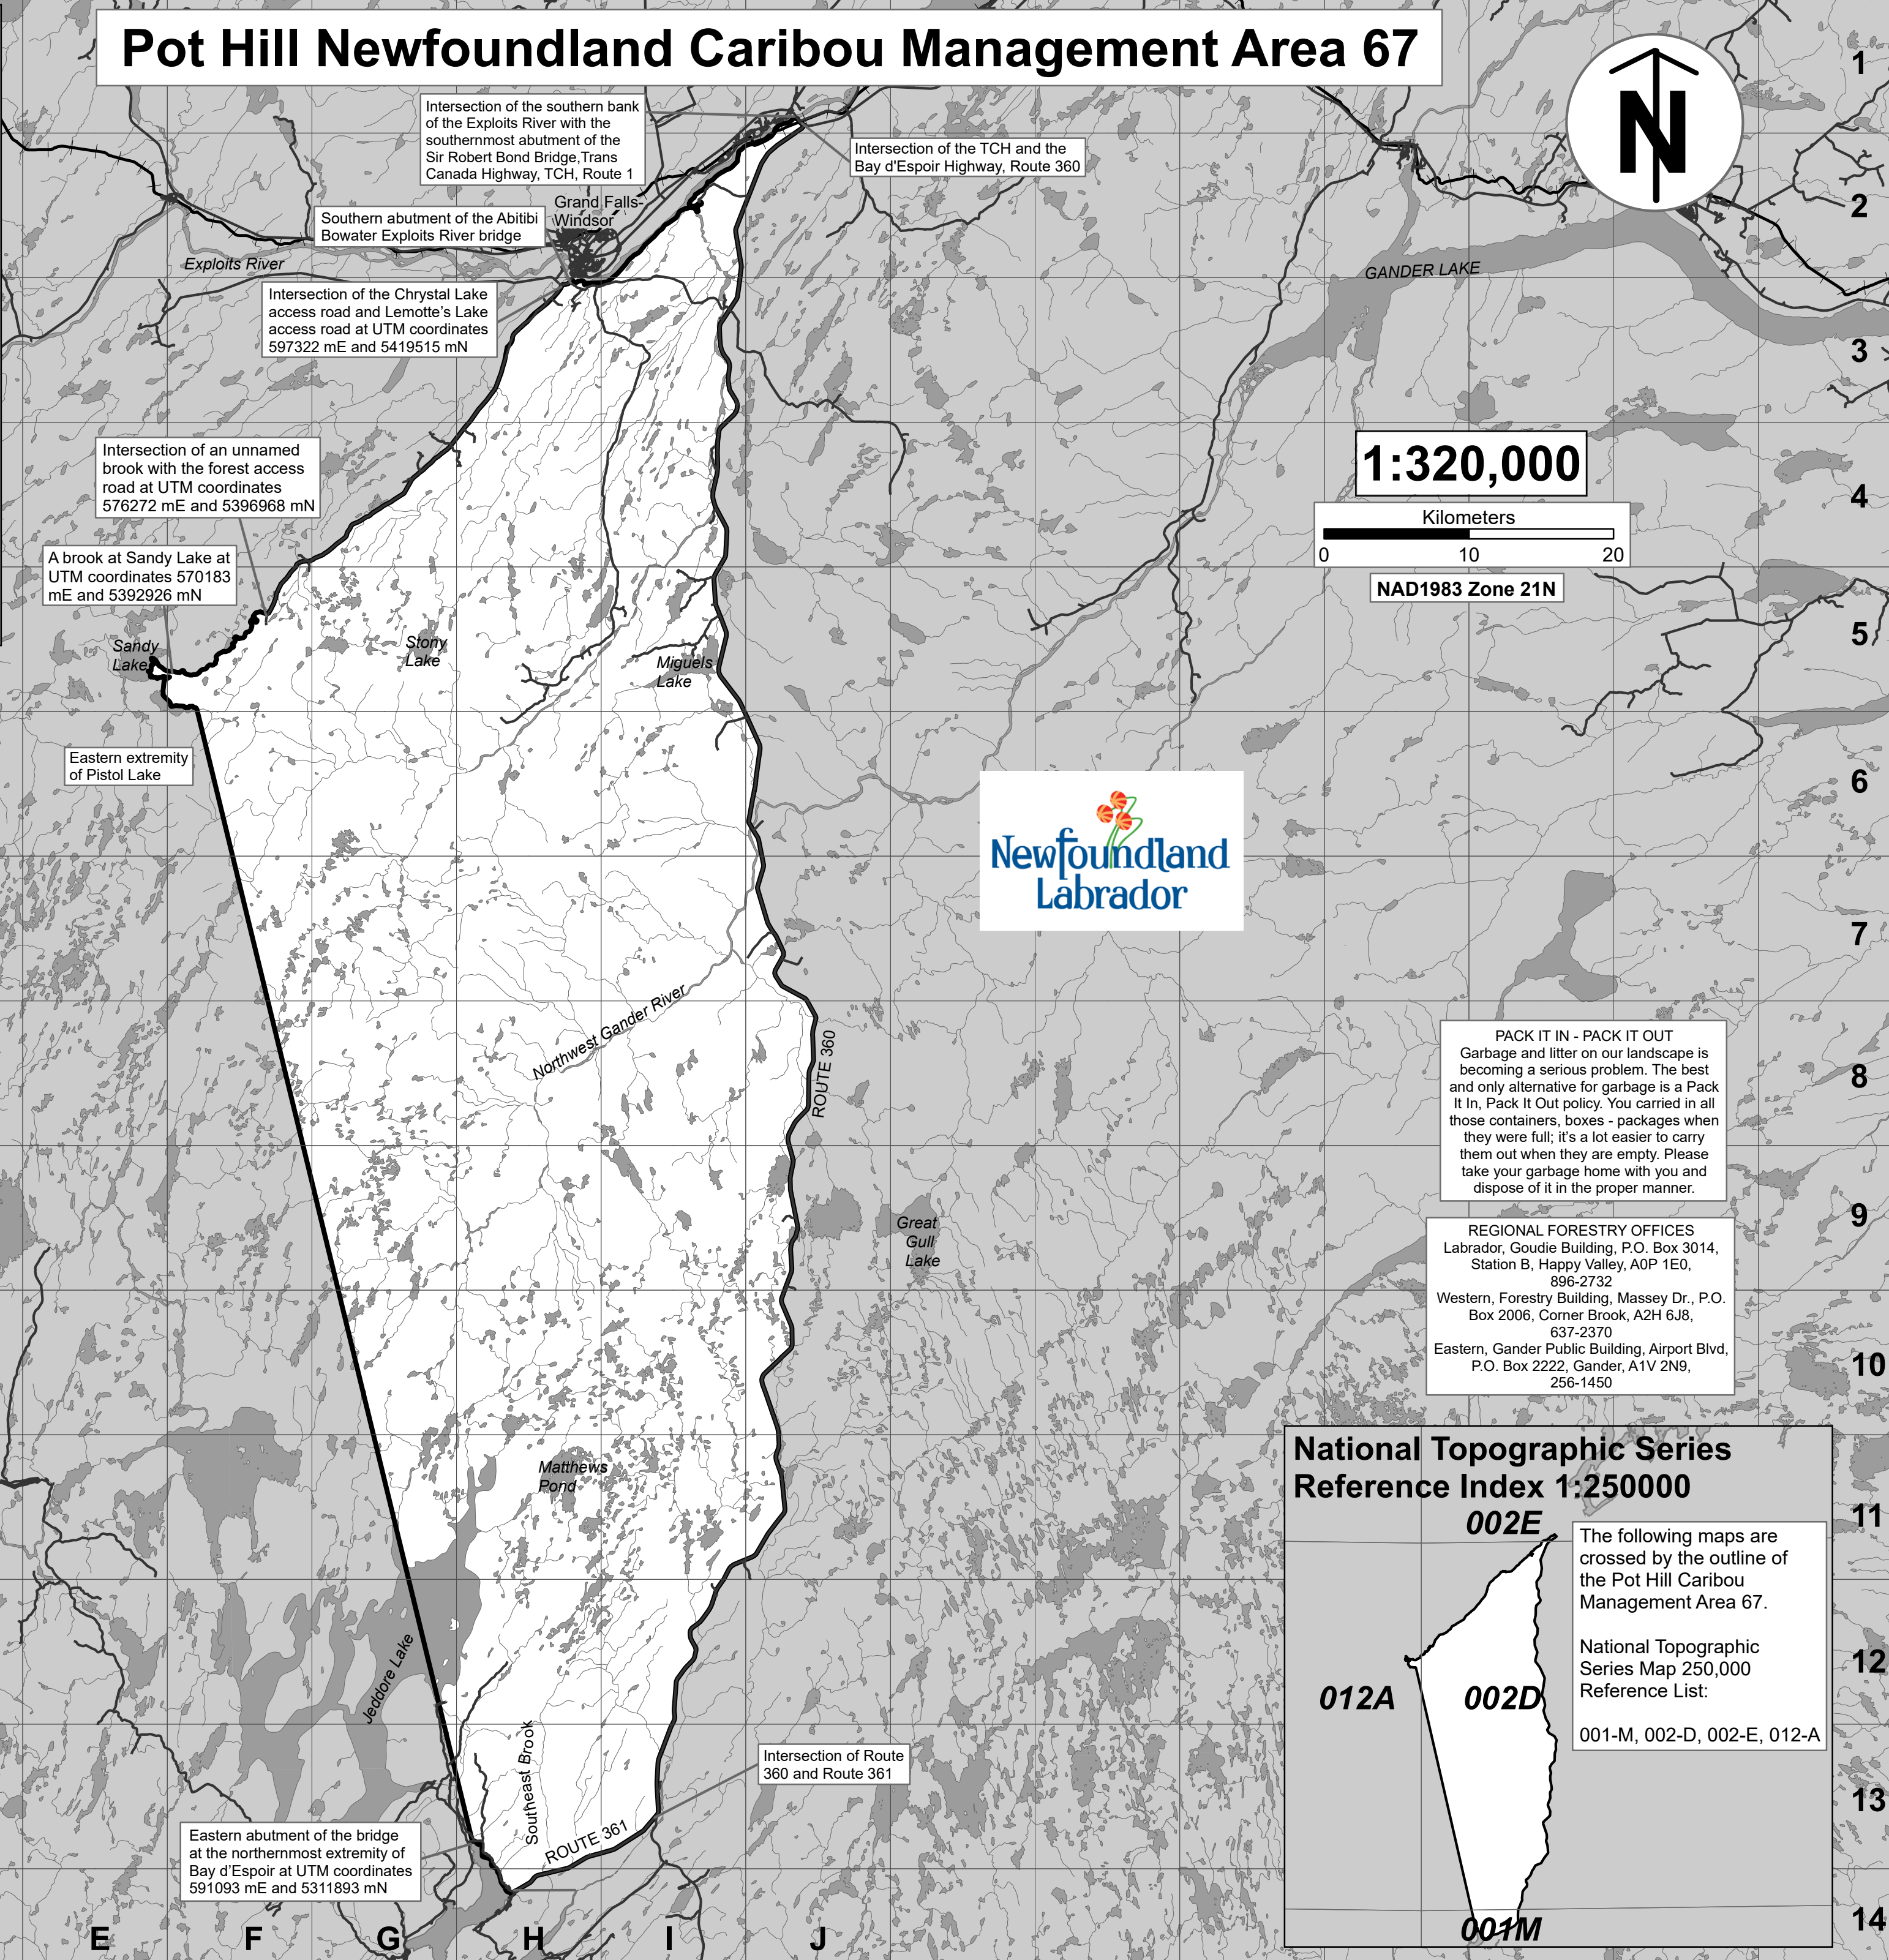 Pot Hill Newfoundland Caribou Management Area 67
N
1
2
3
4
5
6
7
8
9
10
11
12
13
14
Intersection of the southern bank
of the Exploits River with the
southernmost abutment of the
Sir Robert Bond Bridge,Trans
Canada Highway, TCH, Route 1
Intersection of the TCH and the
Bay d'Espoir Highway, Route 360
Grand Falls-
Windsor
Southern abutment of the Abitibi
Bowater Exploits River bridge
Exploits River
GANDER LAKE
Intersection of the Chrystal Lake
access road and Lemotte's Lake
access road at UTM coordinates
597322 mE and 5419515 mN
Intersection of an unnamed
brook with the forest access
road at UTM coordinates
576272 mE and 5396968 mN
1:320,000
Kilometers
0 10 20
NAD1983 Zone 21N
A brook at Sandy Lake at
UTM coordinates 570183
mE and 5392926 mN
Sandy
Lake
Stony
Lake
Miguels
Lake
Eastern extremity
of Pistol Lake
Newfoundland
Labrador
Northwest Gander River
ROUTE 360
PACK IT IN - PACK IT OUT
Garbage and litter on our landscape is
becoming a serious problem. The best
and only alternative for garbage is a Pack
It In, Pack It Out policy. You carried in all
those containers, boxes - packages when
they were full; it's a lot easier to carry
them out when they are empty. Please
take your garbage home with you and
dispose of it in the proper manner.
Great
Gull
Lake
REGIONAL FORESTRY OFFICES
Labrador, Goudie Building, P.O. Box 3014,
Station B, Happy Valley, A0P 1E0,
896-2732
Western, Forestry Building, Massey Dr., P.O.
Box 2006, Corner Brook, A2H 6J8,
637-2370
Eastern, Gander Public Building, Airport Blvd,
P.O. Box 2222, Gander, A1V 2N9,
256-1450
Matthews
Pond
Jeddore Lake
Southeast Brook
ROUTE 361
Intersection of Route
360 and Route 361
Eastern abutment of the bridge
at the northernmost extremity of
Bay d'Espoir at UTM coordinates
591093 mE and 5311893 mN
National Topographic Series
Reference Index 1:250000
002E
012A
002D
001M
The following maps are
crossed by the outline of
the Pot Hill Caribou
Management Area 67.
National Topographic
Series Map 250,000
Reference List:
001-M, 002-D, 002-E, 012-A
E F G H I J